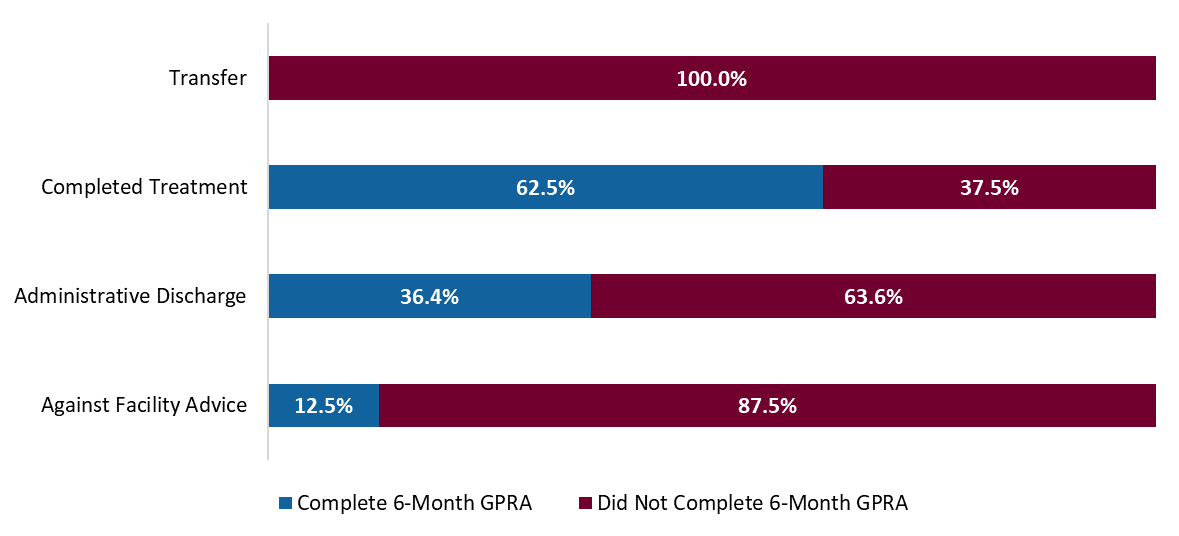 Transfer
100.0%
Completed Treatment
62.5%
37.5%
Administrative Discharge
36.4%
63.6%
Against Facility Advice
12.5%
87.5%
Complete 6-Month GPRA
Did Not Complete 6-Month GPRA